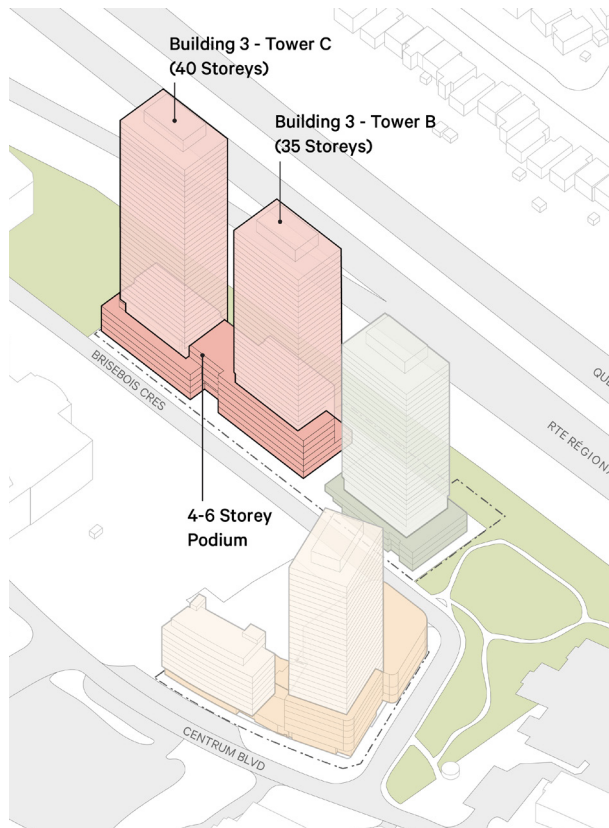 Building 3 - Tower C
(40 Storeys)
Building 3 - Tower B
(35 Storeys)
BRISEBOIS CRES
QUE
RTE RÉGIONA
4-6 Storey
Podium
CENTRUM BLVD